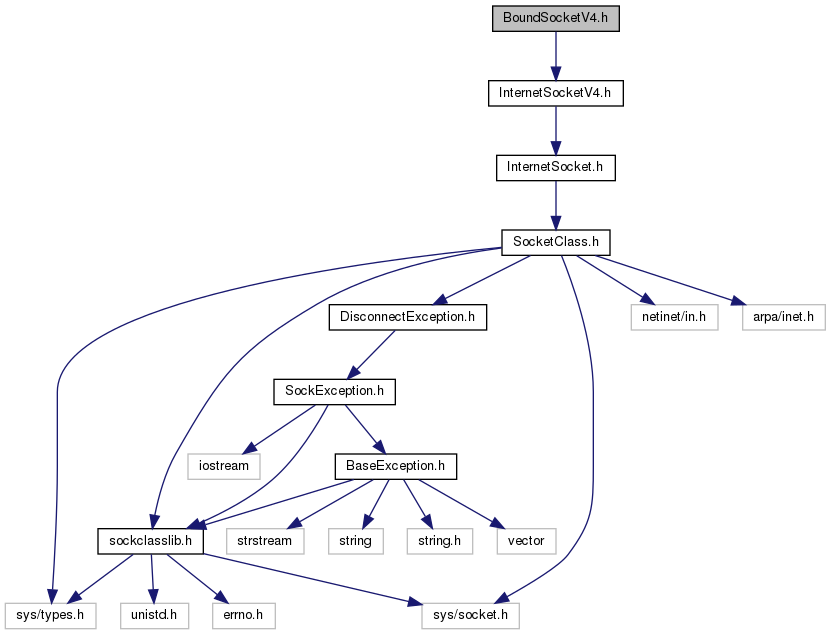 BoundSocketV4.h
InternetSocketV4.h
InternetSocket.h
SocketClass.h
DisconnectException.h
netinet/in.h
arpa/inet.h
SockException.h
iostream
BaseException.h
sockclasslib.h
strstream
string
string.h
vector
sys/types.h
unistd.h
errno.h
sys/socket.h